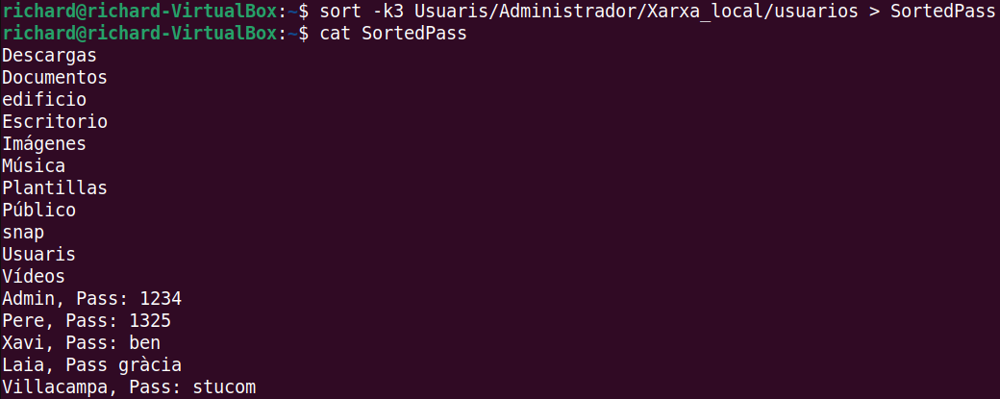 richard@richard-VirtualBox:~$ sort -k3 Usuaris/Administrador/Xarxa_local/usuarios > SortedPass
richard@richard-VirtualBox:~$ cat SortedPass
Descargas
Documentos
edificio
Escritorio
Imágenes
Música
Plantillas
Público
snap
Usuaris
Vídeos
Admin, Pass: 1234
Pere, Pass: 1325
Xavi, Pass: ben
Laia, Pass gràcia
Villacampa, Pass: stucom